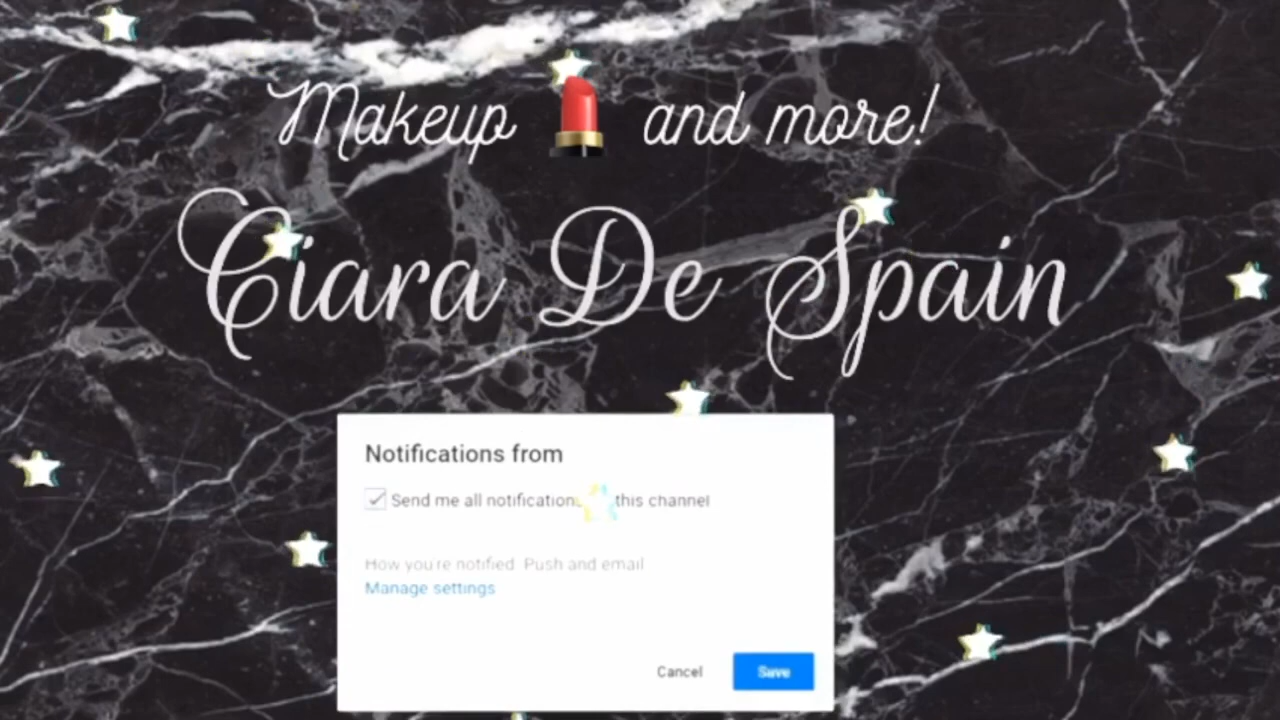 Makeup 💄 and more!
Ciara De Spain
Notifications from
Send me all notifications this channel
How you're notified: Push and email
Manage settings
Cancel Save